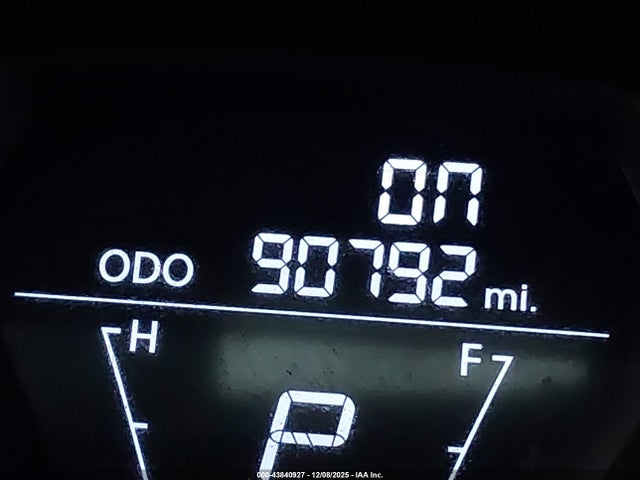 ON
ODO 90792 mi.
H F
P
000-43840927 - 12/08/2025 - IAA Inc.